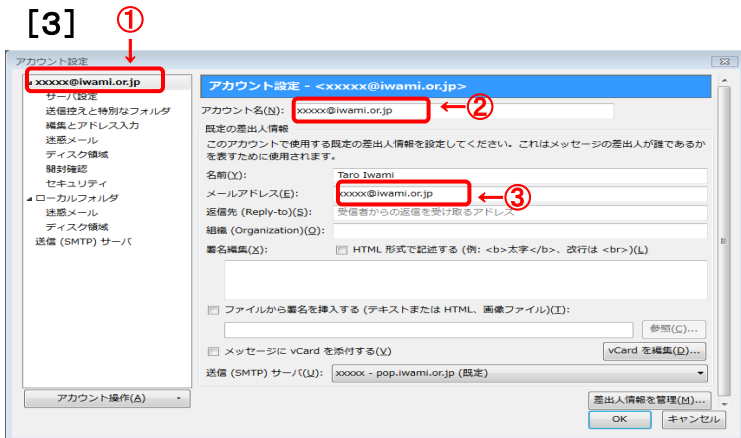 [3]
①
アカウント設定
xxxxx@iwami.or.jp
サーバ設定
送信控えと特別なフォルダ
編集とアドレス入力
迷惑メール
ディスク領域
開封確認
セキュリティ
ローカルフォルダ
迷惑メール
ディスク領域
送信 (SMTP) サーバ
アカウント操作(A)
アカウント設定 - <xxxxx@iwami.or.jp>
アカウント名(N): xxxxx@iwami.or.jp ←②
既定の差出人情報
このアカウントで使用する既定の差出人情報を設定してください。これはメッセージの差出人が誰であるか
を表すために使用されます。
名前(Y): Taro Iwami
メールアドレス(E): xxxxx@iwami.or.jp ←③
返信先 (Reply-to)(S): 受信者からの返信を受け取るアドレス
組織 (Organization)(O):
署名編集(X): HTML 形式で記述する (例: <b>太字</b>、改行は <br>)(L)
ファイルから署名を挿入する (テキストまたは HTML、画像ファイル)(T):
参照(C)...
メッセージに vCard を添付する(V) vCard を編集(D)...
送信 (SMTP) サーバ(U): xxxxx - pop.iwami.or.jp (既定)
差出人情報を管理(M)...
OK キャンセル